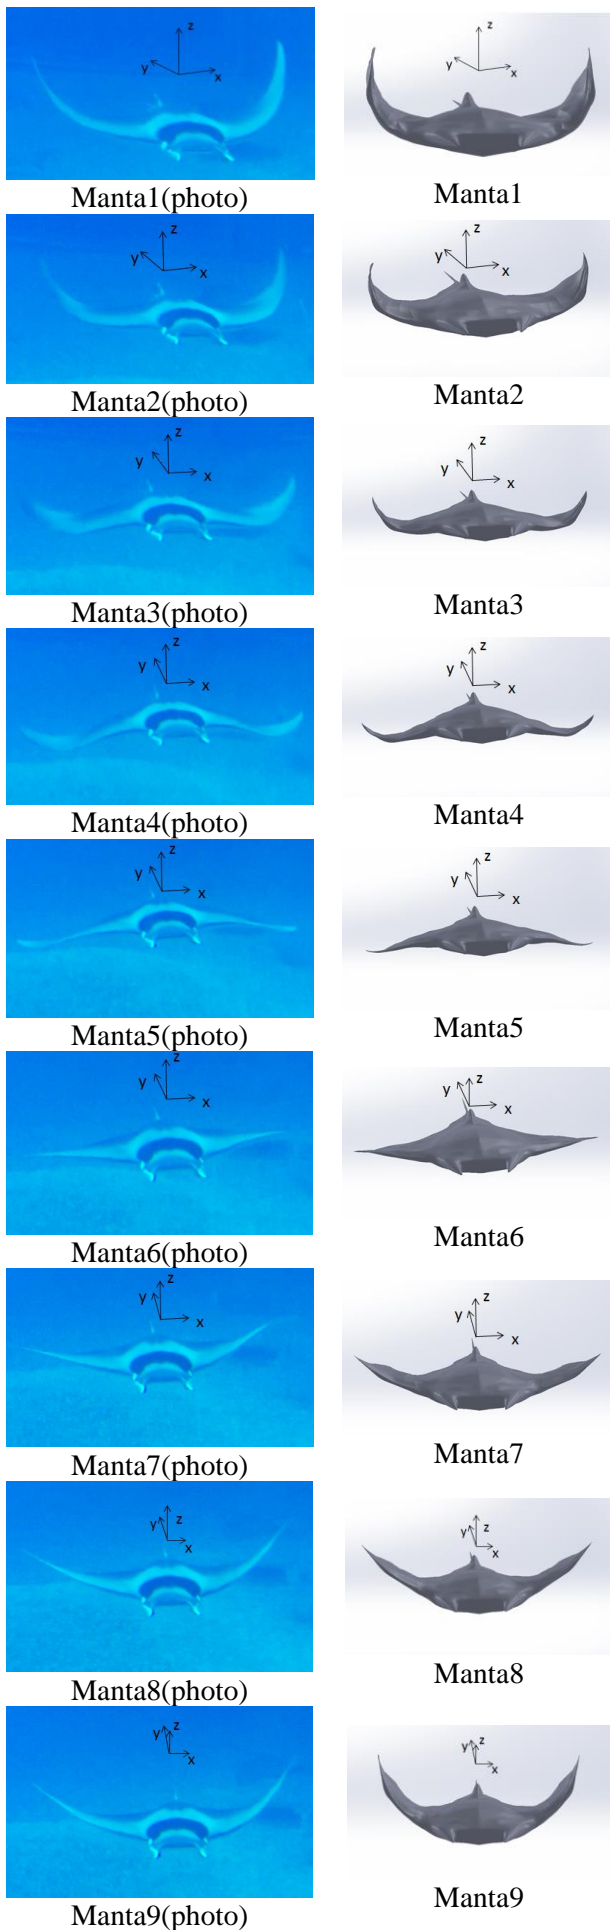 z
y
x
z
y
x
Manta1(photo)
Manta1
z
y
x
z
y
x
Manta2(photo)
Manta2
z
y
x
z
y
x
Manta3(photo)
Manta3
z
y
x
z
y
x
Manta4(photo)
Manta4
z
y
x
z
y
x
Manta5(photo)
Manta5
z
y
x
z
y
x
Manta6(photo)
Manta6
z
y
x
z
y
x
Manta7(photo)
Manta7
z
y
x
z
y
x
Manta8(photo)
Manta8
z
y
x
z
y
x
Manta9(photo)
Manta9